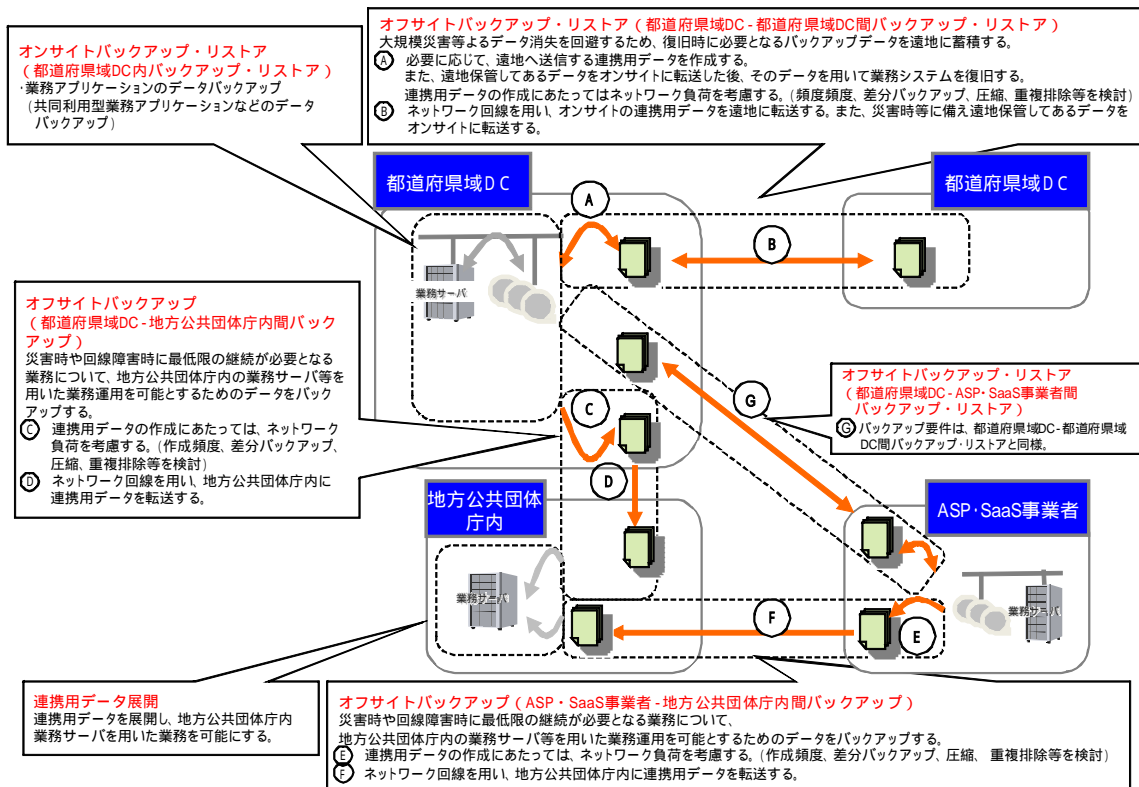 オンサイトバックアップ・リストア
(都道府県域DC内バックアップ・リストア)
・業務アプリケーションのデータバックアップ
(共同利用型業務アプリケーションなどのデータ
バックアップ)
オフサイトバックアップ・リストア(都道府県域DC-都道府県域DC間バックアップ・リストア)
大規模災害等よるデータ消失を回避するため、復旧時に必要となるバックアップデータを遠地に蓄積する。
A 必要に応じて、遠地へ送信する連携用データを作成する。
また、遠地保管してあるデータをオンサイトに転送した後、そのデータを用いて業務システムを復旧する。
連携用データの作成にあたってはネットワーク負荷を考慮する。(頻度頻度、差分バックアップ、圧縮、重複排除等を検討)
B ネットワーク回線を用い、オンサイトの連携用データを遠地に転送する。また、災害時等に備え遠地保管してあるデータを
オンサイトに転送する。
都道府県域DC
都道府県域DC
A
B
業務サーバ
オフサイトバックアップ
(都道府県域DC-地方公共団体庁内間バック
アップ)
災害時や回線障害時に最低限の継続が必要となる
業務について、地方公共団体庁内の業務サーバ等を
用いた業務運用を可能とするためのデータをバック
アップする。
C 連携用データの作成にあたっては、ネットワーク
負荷を考慮する。(作成頻度、差分バックアップ、
圧縮、重複排除等を検討)
D ネットワーク回線を用い、地方公共団体庁内に
連携用データを転送する。
C
D
G
オフサイトバックアップ・リストア
(都道府県域DC-ASP・SaaS事業者間
バックアップ・リストア)
G バックアップ要件は、都道府県域DC-都道府県域
DC間バックアップ・リストアと同様。
地方公共団体
庁内
ASP・SaaS事業者
業務サーバ
業務サーバ
F
E
連携用データ展開
連携用データを展開し、地方公共団体庁内
業務サーバを用いた業務を可能にする。
オフサイトバックアップ(ASP・SaaS事業者-地方公共団体庁内間バックアップ)
災害時や回線障害時に最低限の継続が必要となる業務について、
地方公共団体庁内の業務サーバ等を用いた業務運用を可能とするためのデータをバックアップする。
E 連携用データの作成にあたっては、ネットワーク負荷を考慮する。(作成頻度、差分バックアップ、圧縮、重複排除等を検討)
F ネットワーク回線を用い、地方公共団体庁内に連携用データを転送する。